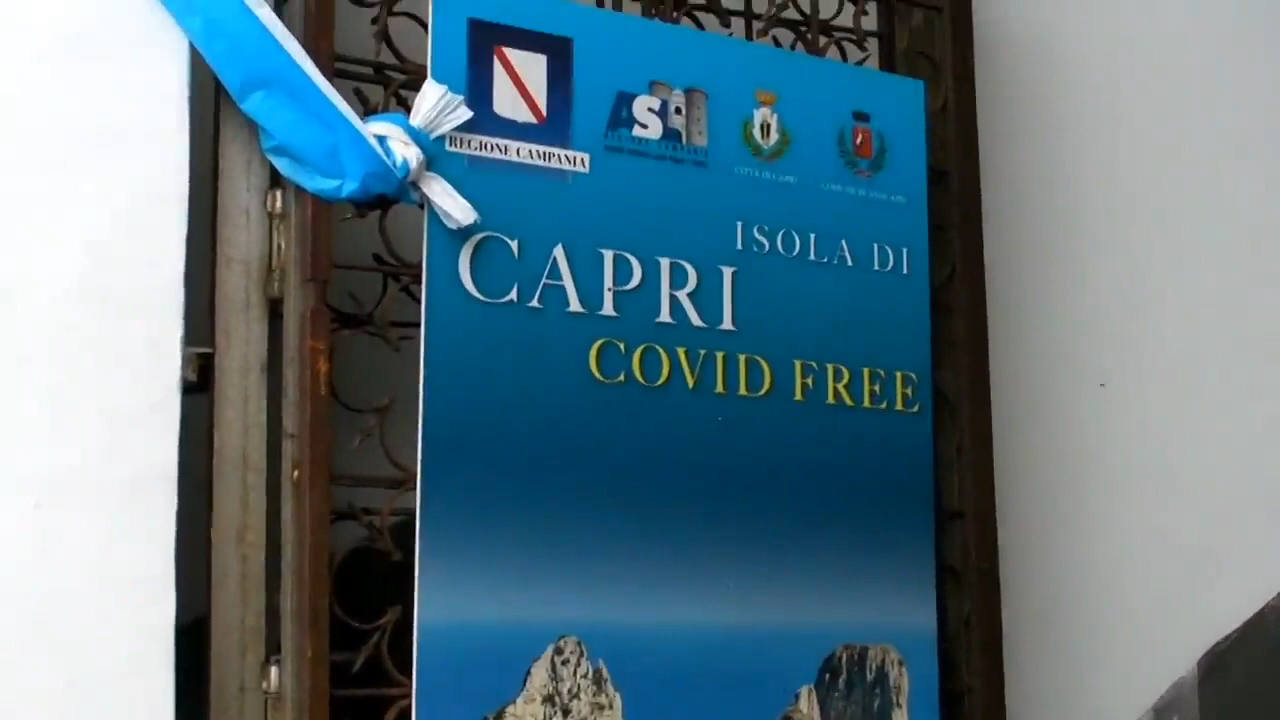 REGIONE CAMPANIA
CITTÀ DI CAPRI
ISOLA DI
CAPRI
COVID FREE